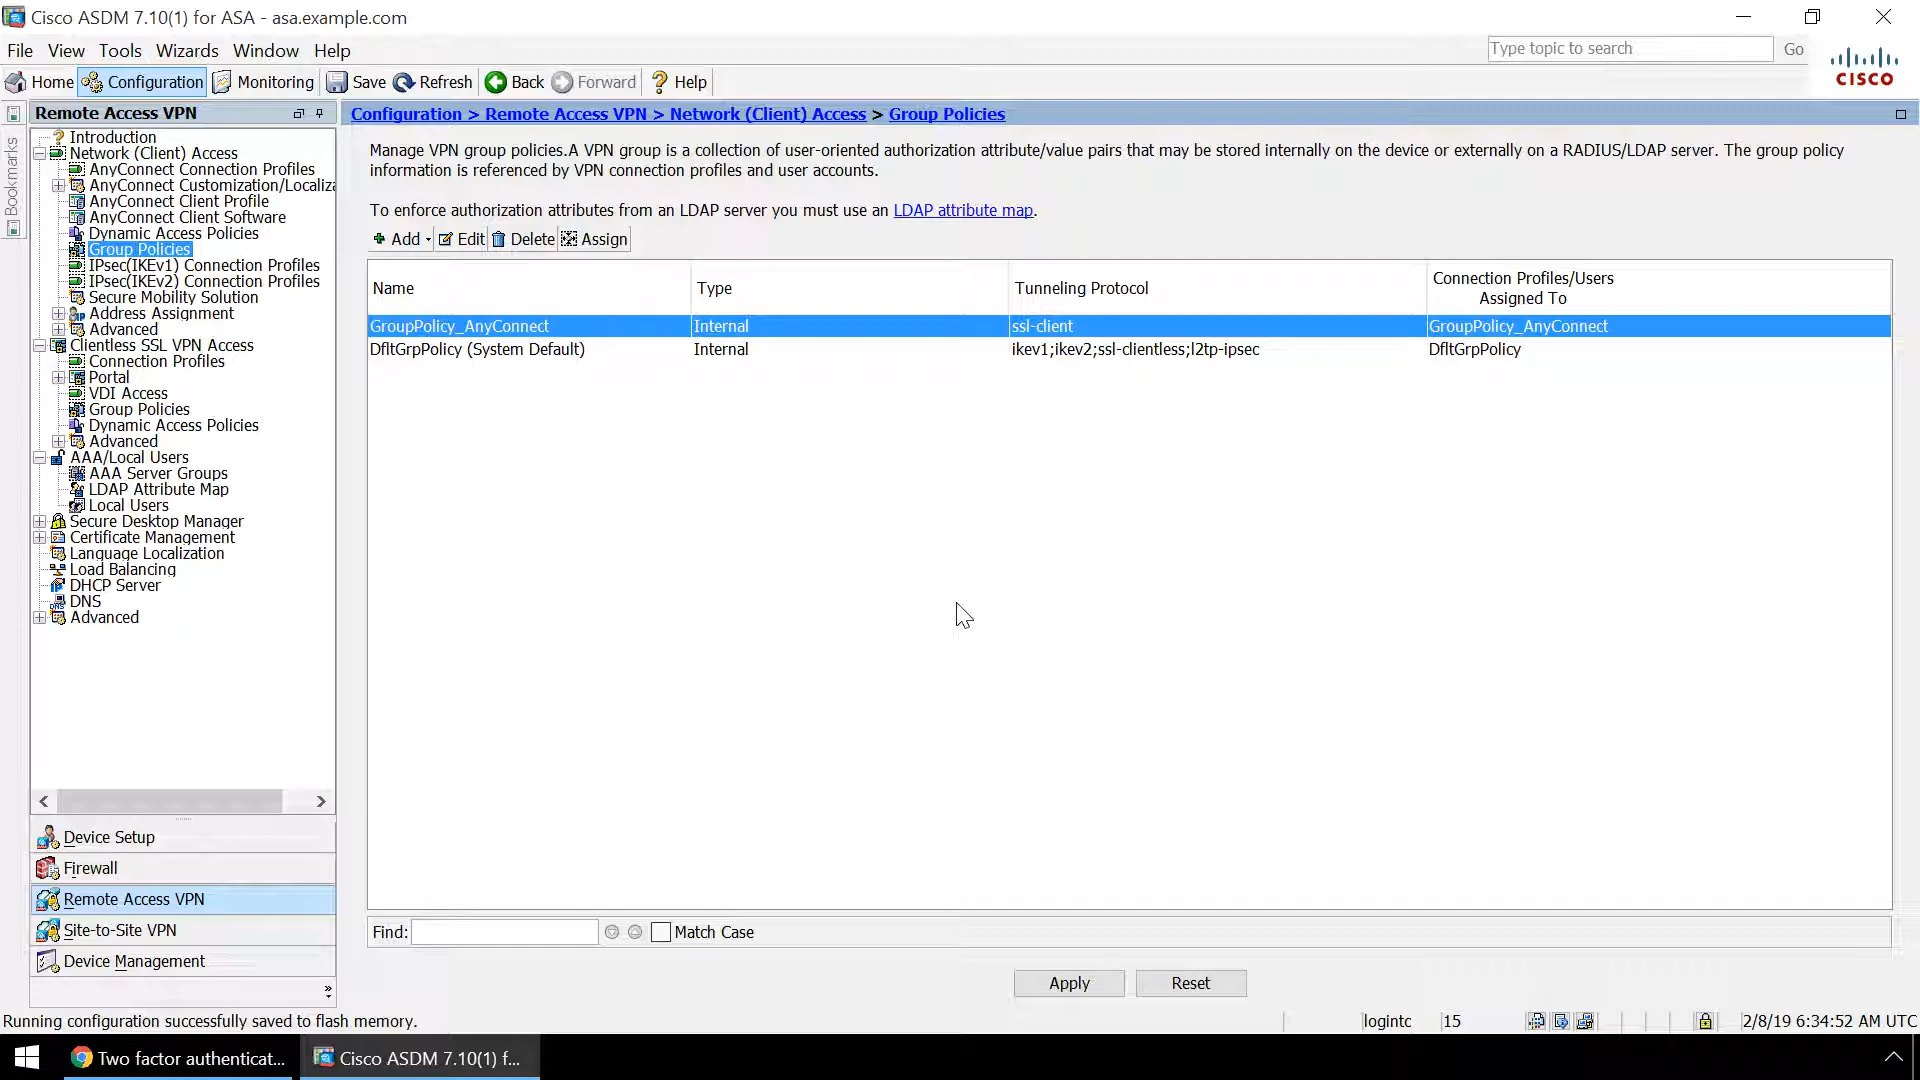 Cisco ASDM 7.10(1) for ASA - asa.example.com
File View Tools Wizards Window Help
Type topic to search Go
Home Configuration Monitoring Save Refresh Back Forward Help
CISCO
Bookmarks
Remote Access VPN
Introduction
Network (Client) Access
AnyConnect Connection Profiles
AnyConnect Customization/Localiza
AnyConnect Client Profile
AnyConnect Client Software
Dynamic Access Policies
Group Policies
IPsec(IKEv1) Connection Profiles
IPsec(IKEv2) Connection Profiles
Secure Mobility Solution
Address Assignment
Advanced
Clientless SSL VPN Access
Connection Profiles
Portal
VDI Access
Group Policies
Dynamic Access Policies
Advanced
AAA/Local Users
AAA Server Groups
LDAP Attribute Map
Local Users
Secure Desktop Manager
Certificate Management
Language Localization
Load Balancing
DHCP Server
DNS
Advanced
Device Setup
Firewall
Remote Access VPN
Site-to-Site VPN
Device Management
Configuration > Remote Access VPN > Network (Client) Access > Group Policies
Manage VPN group policies.A VPN group is a collection of user-oriented authorization attribute/value pairs that may be stored internally on the device or externally on a RADIUS/LDAP server. The group policy
information is referenced by VPN connection profiles and user accounts.
To enforce authorization attributes from an LDAP server you must use an LDAP attribute map.
Add Edit Delete Assign
Name Type Tunneling Protocol Connection Profiles/Users
Assigned To
GroupPolicy_AnyConnect Internal ssl-client GroupPolicy_AnyConnect
DfltGrpPolicy (System Default) Internal ikev1;ikev2;ssl-clientless;l2tp-ipsec DfltGrpPolicy
Find: Match Case
Apply Reset
Running configuration successfully saved to flash memory. logintc 15 2/8/19 6:34:52 AM UTC
Two factor authenticat... Cisco ASDM 7.10(1) f...